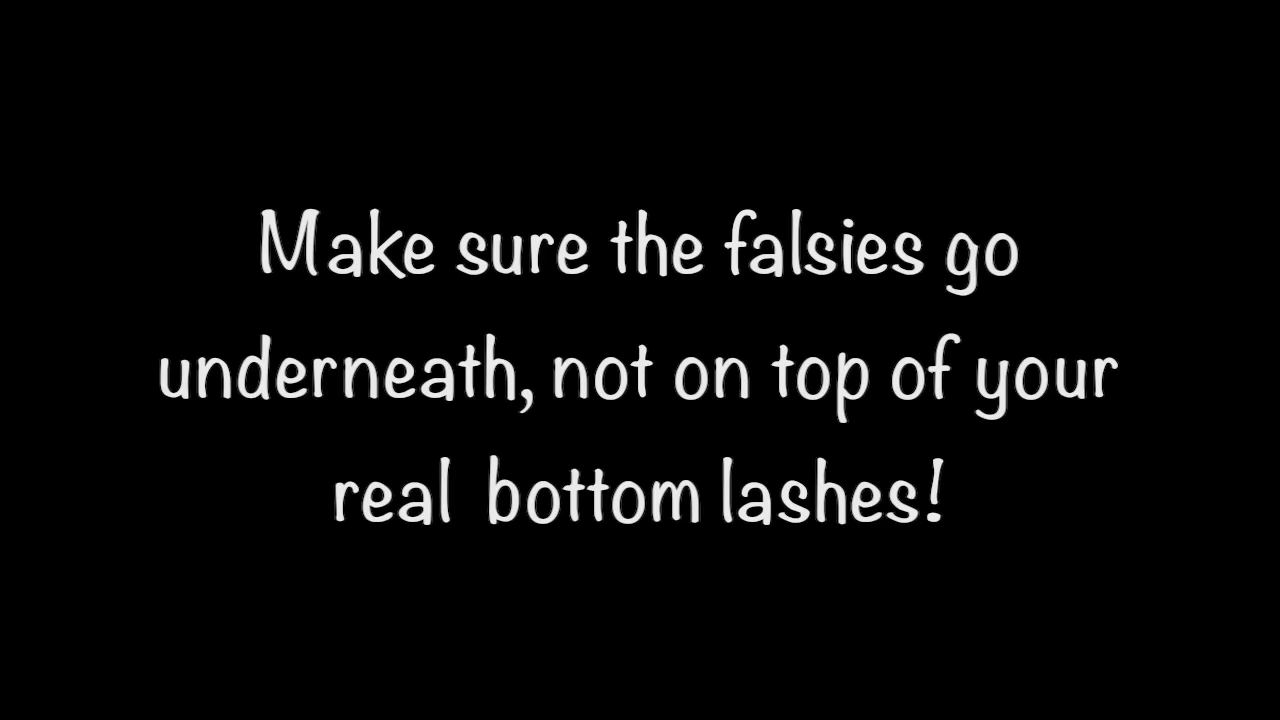 Make sure the falsies go
underneath, not on top of your
real bottom lashes!